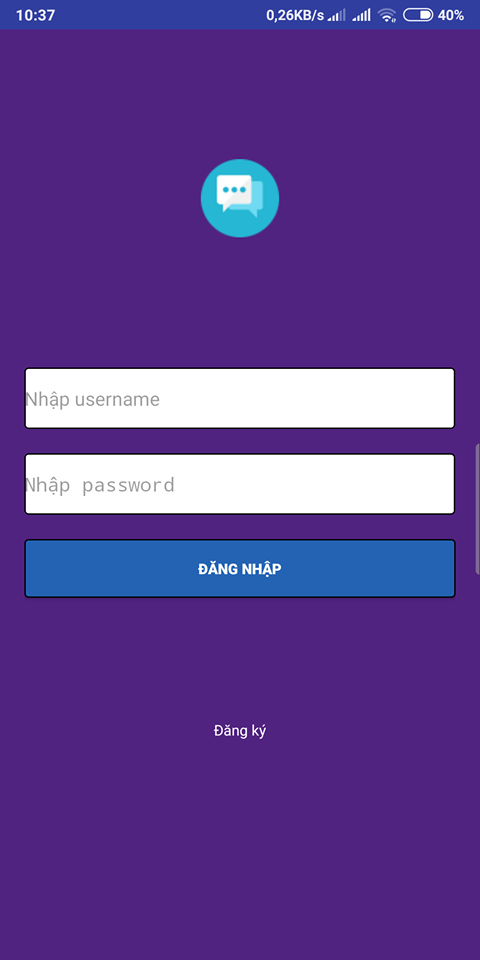 10:37 0,26KB/s 40%
Nhập username
Nhập password
ĐĂNG NHẬP
Đăng ký